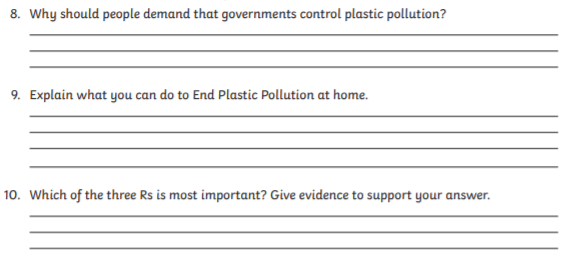 8. Why should people demand that governments control plastic pollution?
9. Explain what you can do to End Plastic Pollution at home.
10. Which of the three Rs is most important? Give evidence to support your answer.